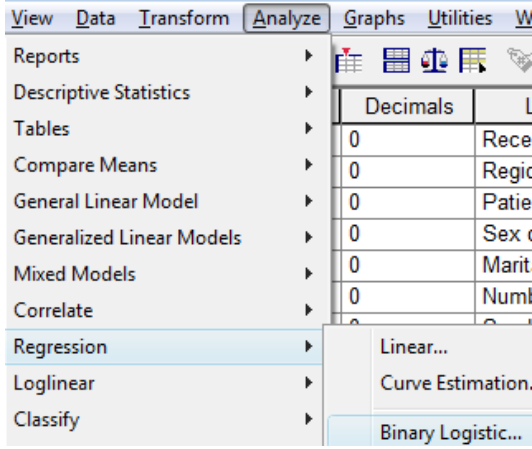 View Data Transform Analyze Graphs Utilities
Reports
Descriptive Statistics
Decimals
Tables
0
Compare Means
0
General Linear Model
0
Generalized Linear Models
0 Sex
Mixed Models
0
Correlate
0
Regression
Linear...
Loglinear
Curve Estimation.
Classify
Binary Logistic...